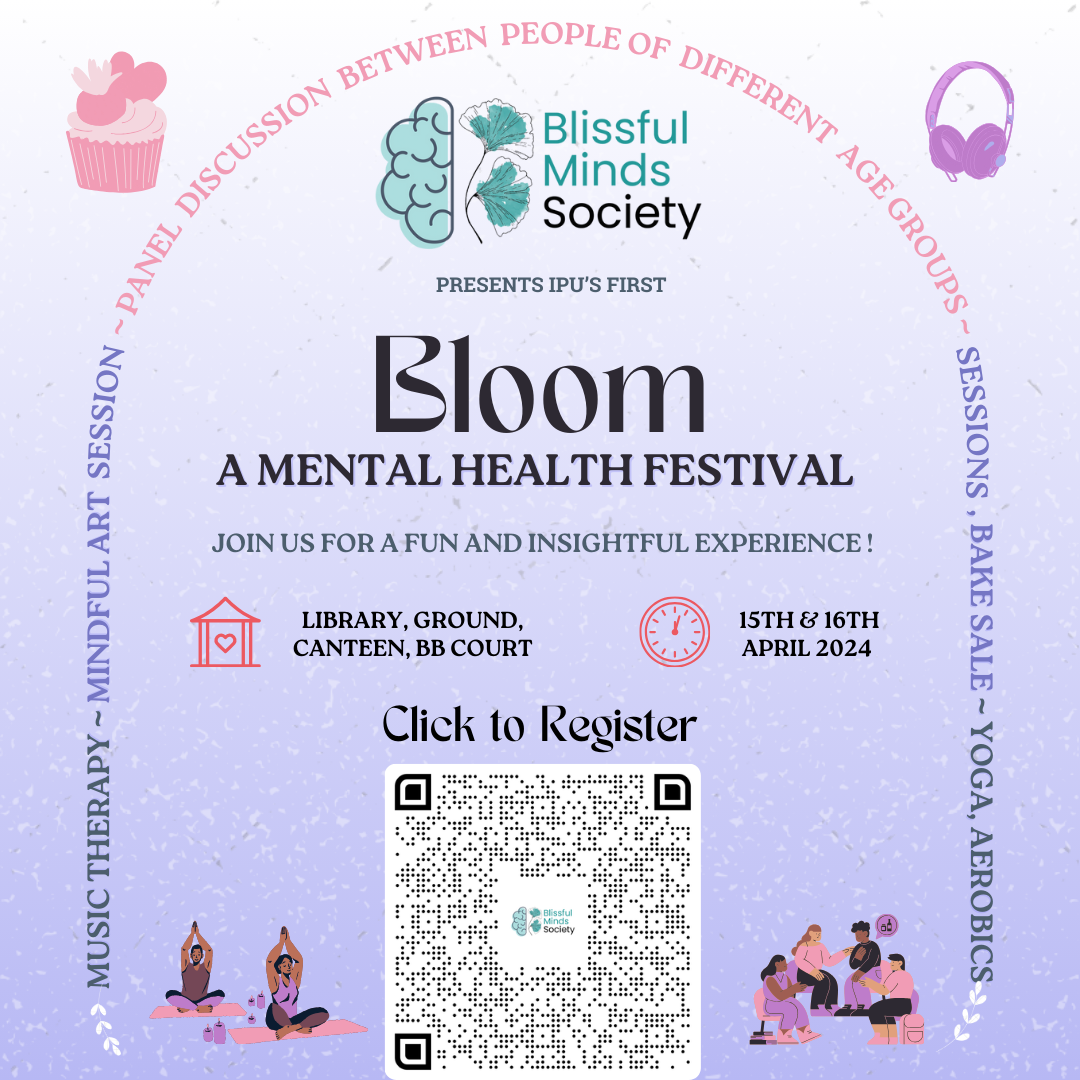 MUSIC THERAPY ~ MINDFUL ART SESSION ~ PANEL DISCUSSION BETWEEN PEOPLE OF DIFFERENT AGE GROUPS ~ SESSIONS , BAKE SALE ~ YOGA, AEROBICS
Blissful
Minds
Society
PRESENTS IPU'S FIRST
Bloom
A MENTAL HEALTH FESTIVAL
JOIN US FOR A FUN AND INSIGHTFUL EXPERIENCE !
LIBRARY, GROUND,
CANTEEN, BB COURT
15TH & 16TH
APRIL 2024
Click to Register
Blissful
Minds
Society